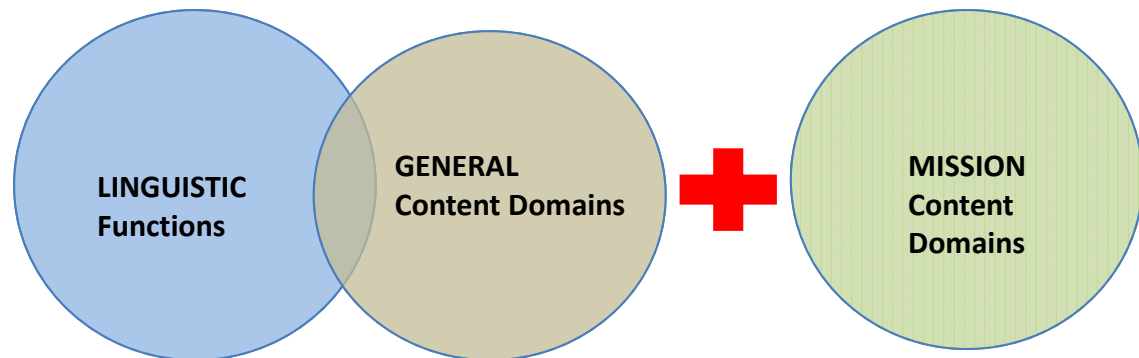 LINGUISTIC
Functions
GENERAL
Content Domains
MISSION
Content
Domains